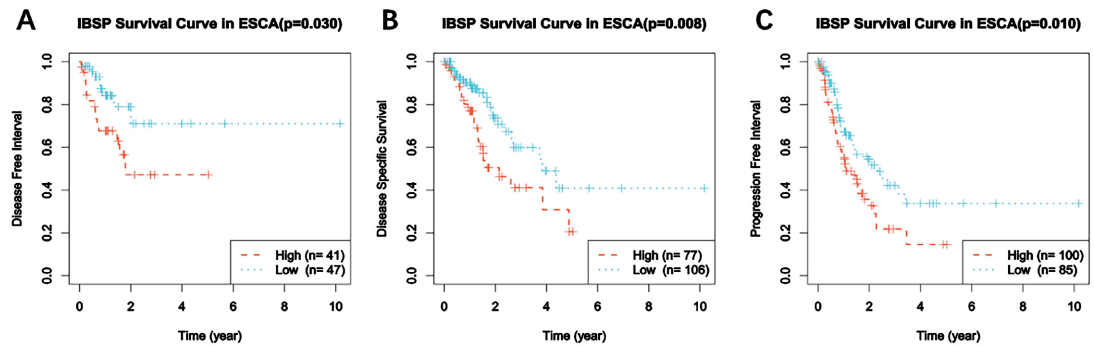 A
IBSP Survival Curve in ESCA(p=0.030)
Disease Free Interval
1.0
0.8
0.6
0.4
0.2
0.0
High (n= 41)
Low (n= 47)
0 2 4 6 8 10
Time (year)
B
IBSP Survival Curve in ESCA(p=0.008)
Disease Specific Survival
1.0
0.8
0.6
0.4
0.2
0.0
High (n= 77)
Low (n= 106)
0 2 4 6 8 10
Time (year)
C
IBSP Survival Curve in ESCA(p=0.010)
Progression Free Interval
1.0
0.8
0.6
0.4
0.2
0.0
High (n= 100)
Low (n= 85)
0 2 4 6 8 10
Time (year)